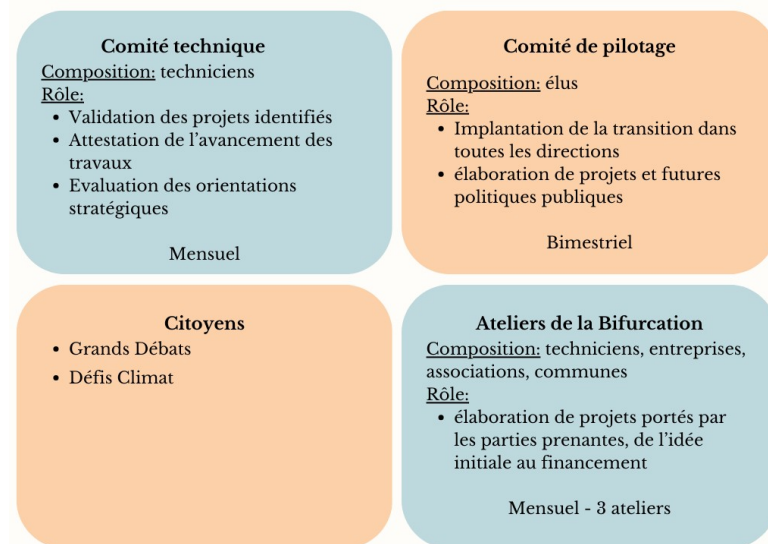 Comité technique
Composition: techniciens
Rôle:
• Validation des projets identifiés
• Attestation de l'avancement des
travaux
• Evaluation des orientations
stratégiques
Mensuel
Comité de pilotage
Composition: élus
Rôle:
• Implantation de la transition dans
toutes les directions
• élaboration de projets et futures
politiques publiques
Bimestriel
Citoyens
• Grands Débats
• Défis Climat
Ateliers de la Bifurcation
Composition: techniciens, entreprises,
associations, communes
Rôle:
• élaboration de projets portés par
les parties prenantes, de l'idée
initiale au financement
Mensuel - 3 ateliers